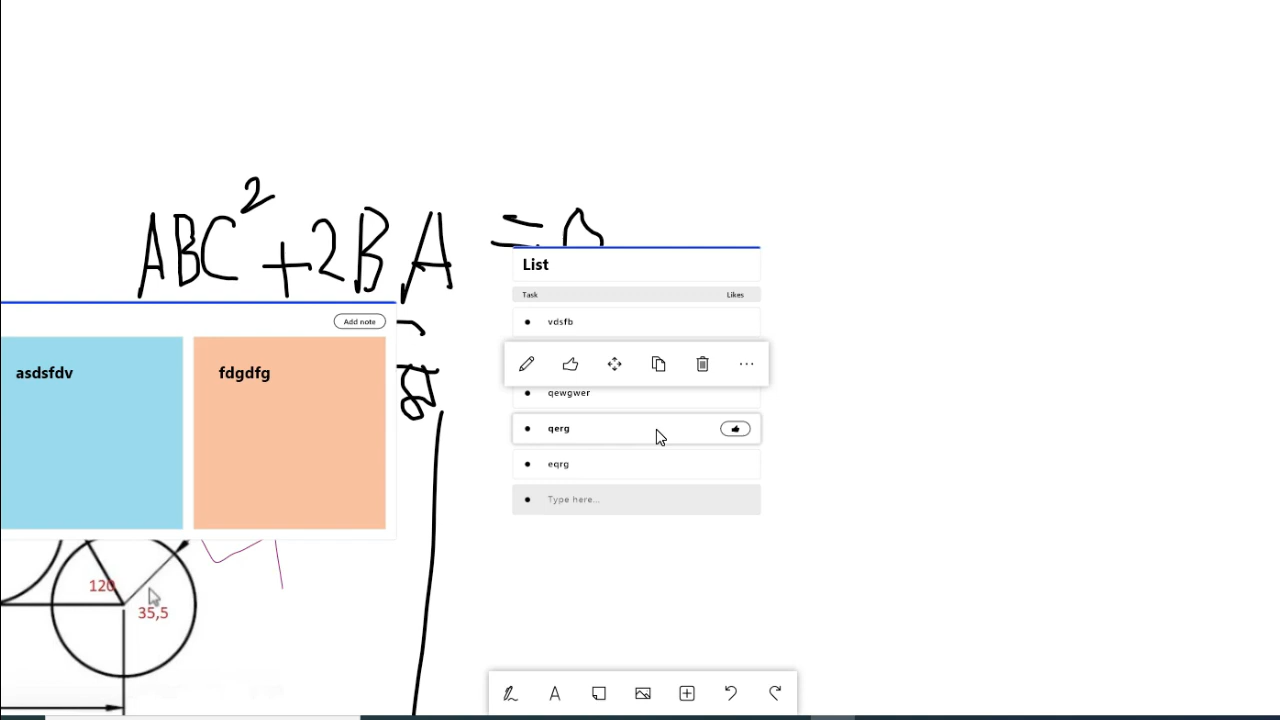 ABC² + 2BA =
List
Task Likes
vdsfb
Add note
asdsfdv
fdgdfg
qewgwer
qerg
eqrg
Type here...
120
35,5